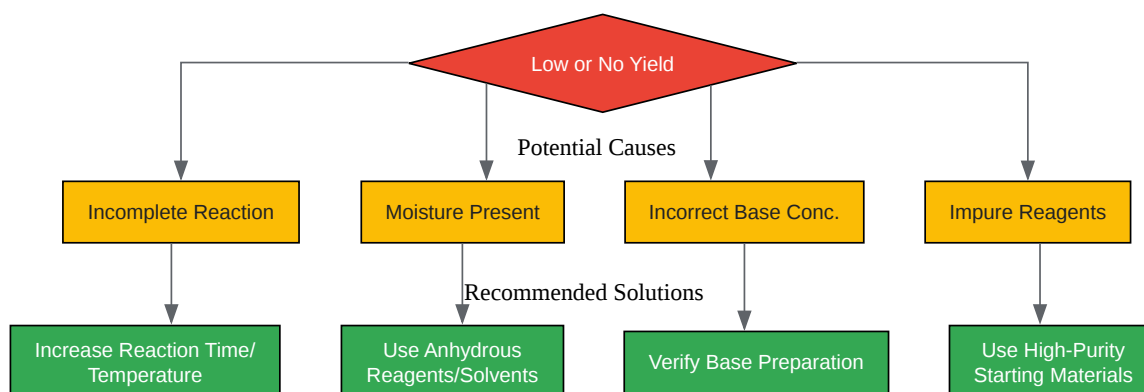 Low or No Yield
Potential Causes
Incomplete Reaction
Moisture Present
Incorrect Base Conc.
Impure Reagents
Recommended Solutions
Increase Reaction Time/
Temperature
Use Anhydrous
Reagents/Solvents
Verify Base Preparation
Use High-Purity
Starting Materials